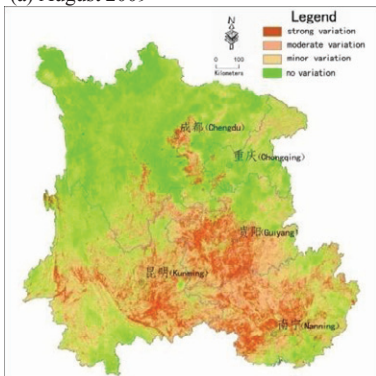 (a) August 2009
Legend
strong variation
moderate variation
minor variation
no variation
N
0 100
Kilometers
成都(Chengdu)
重庆(Chongqing)
贵阳(Guiyang)
昆明(Kunming)
南宁(Nanning)